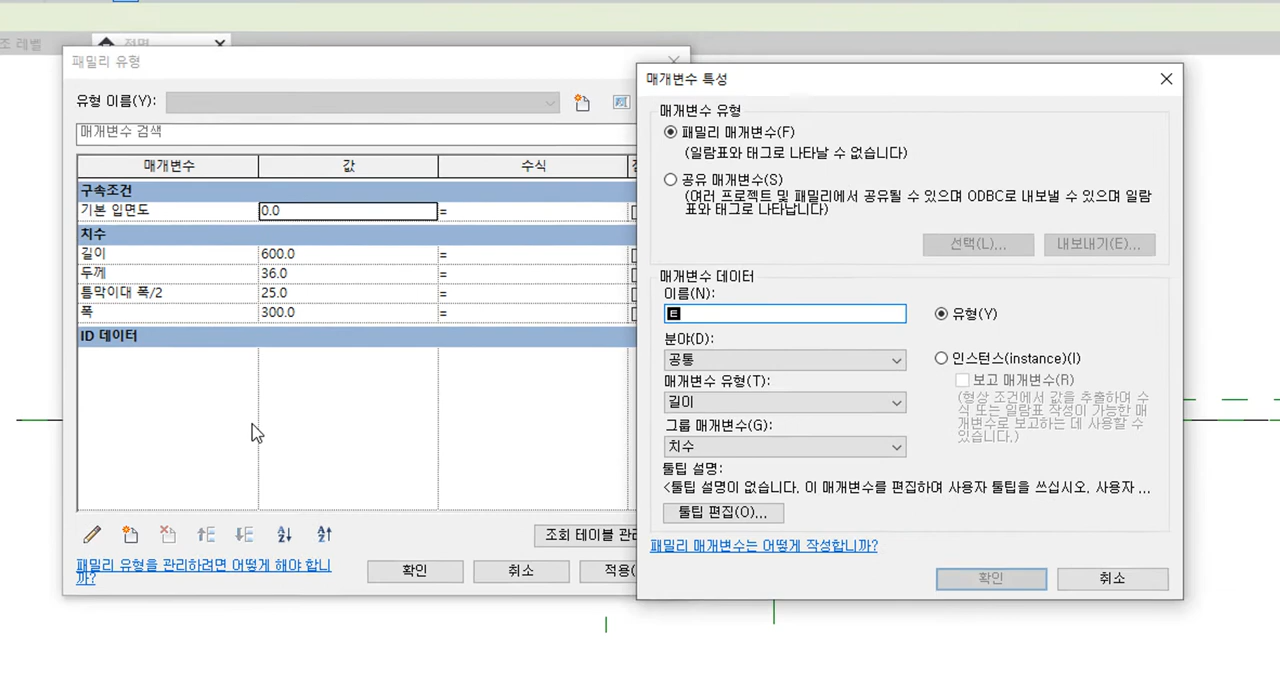 조 레벨
정면
패밀리 유형
유형 이름(Y):
매개변수 검색
매개변수 값 수식
구속조건
기본 입면도 0.0 =
치수
길이 600.0 =
두께 36.0 =
틈막이대 폭/2 25.0 =
폭 300.0 =
ID 데이터
조회 테이블 관리
패밀리 유형을 관리하려면 어떻게 해야 합니
까?
확인 취소 적용(
매개변수 특성
매개변수 유형
패밀리 매개변수(F)
(일람표와 태그로 나타날 수 없습니다)
공유 매개변수(S)
(여러 프로젝트 및 패밀리에서 공유될 수 있으며 ODBC로 내보낼 수 있으며 일람
표와 태그로 나타납니다)
선택(L)... 내보내기(E)...
매개변수 데이터
이름(N):
트
유형(Y)
분야(D):
공통
인스턴스(instance)(I)
매개변수 유형(T):
보고 매개변수(R)
길이
(형상 조건에서 값을 추출하여 수
식 또는 일람표 작성이 가능한 매
개변수로 보고하는 데 사용할 수
있습니다.)
그룹 매개변수(G):
치수
툴팁 설명:
<툴팁 설명이 없습니다. 이 매개변수를 편집하여 사용자 툴팁을 쓰십시오. 사용자 ...
툴팁 편집(O)...
패밀리 매개변수는 어떻게 작성합니까?
확인 취소